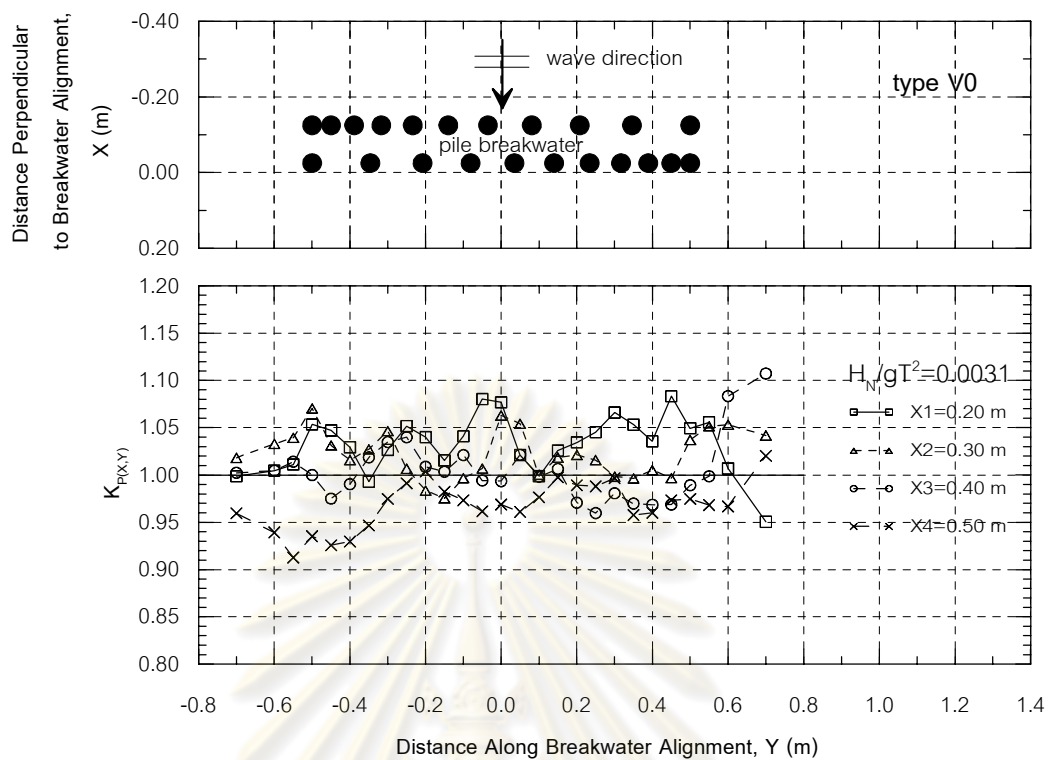 Distance Perpendicular
to Breakwater Alignment,
X (m)
-0.40
-0.20
0.00
0.20
wave direction
type V0
pile breakwater
K_P(X,Y)
1.20
1.15
1.10
1.05
1.00
0.95
0.90
0.85
0.80
H_N/gT²=0.0031
X1=0.20 m
X2=0.30 m
X3=0.40 m
X4=0.50 m
-0.8 -0.6 -0.4 -0.2 0.0 0.2 0.4 0.6 0.8 1.0 1.2 1.4
Distance Along Breakwater Alignment, Y (m)